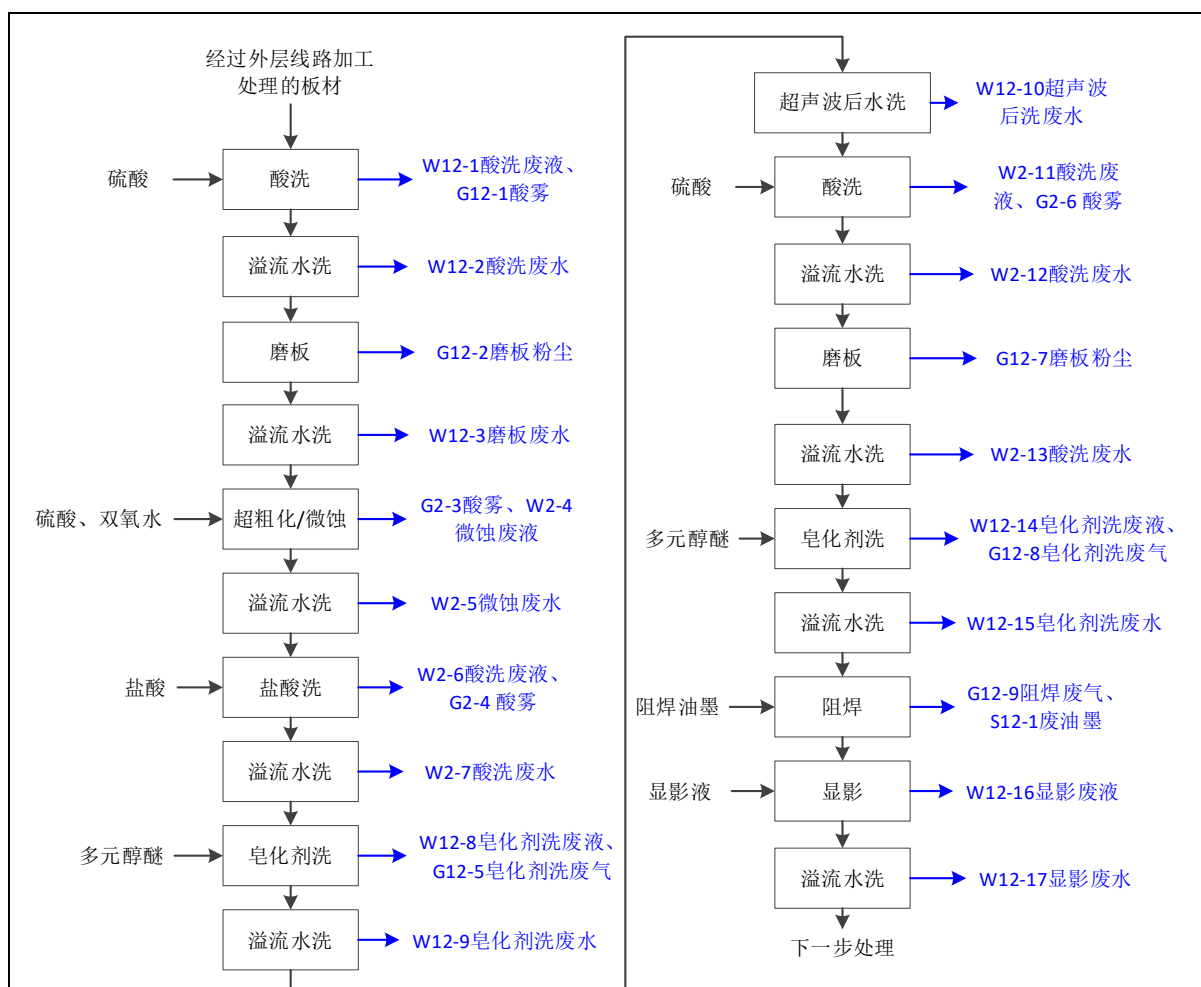 经过外层线路加工
处理的板材
硫酸
酸洗
W12-1酸洗废液、
G12-1酸雾
溢流水洗
W12-2酸洗废水
磨板
G12-2磨板粉尘
溢流水洗
W12-3磨板废水
硫酸、双氧水
超粗化/微蚀
G2-3酸雾、W2-4
微蚀废液
溢流水洗
W2-5微蚀废水
盐酸
盐酸洗
W2-6酸洗废液、
G2-4 酸雾
溢流水洗
W2-7酸洗废水
多元醇醚
皂化剂洗
W12-8皂化剂洗废液、
G12-5皂化剂洗废气
溢流水洗
W12-9皂化剂洗废水
超声波后水洗
W12-10超声波
后洗废水
硫酸
酸洗
W2-11酸洗废
液、G2-6 酸雾
溢流水洗
W2-12酸洗废水
磨板
G12-7磨板粉尘
溢流水洗
W2-13酸洗废水
多元醇醚
皂化剂洗
W12-14皂化剂洗废液、
G12-8皂化剂洗废气
溢流水洗
W12-15皂化剂洗废水
阻焊油墨
阻焊
G12-9阻焊废气、
S12-1废油墨
显影液
显影
W12-16显影废液
溢流水洗
W12-17显影废水
下一步处理